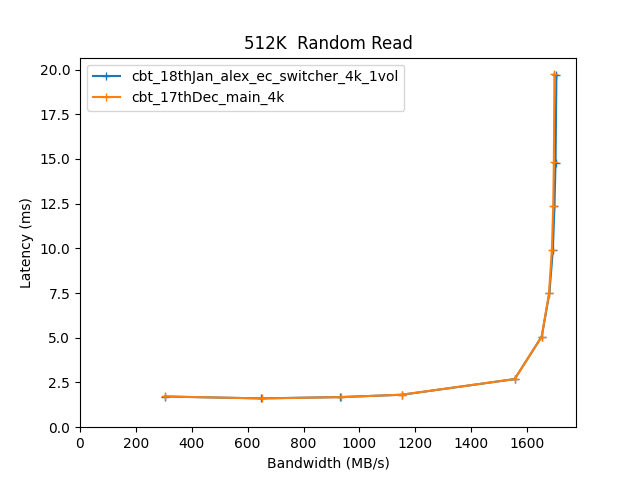 512K  Random Read
cbt_18thJan_alex_ec_switcher_4k_1vol
cbt_17thDec_main_4k
20.0
17.5
15.0
12.5
10.0
7.5
5.0
2.5
0.0
Latency (ms)
0 200 400 600 800 1000 1200 1400 1600
Bandwidth (MB/s)